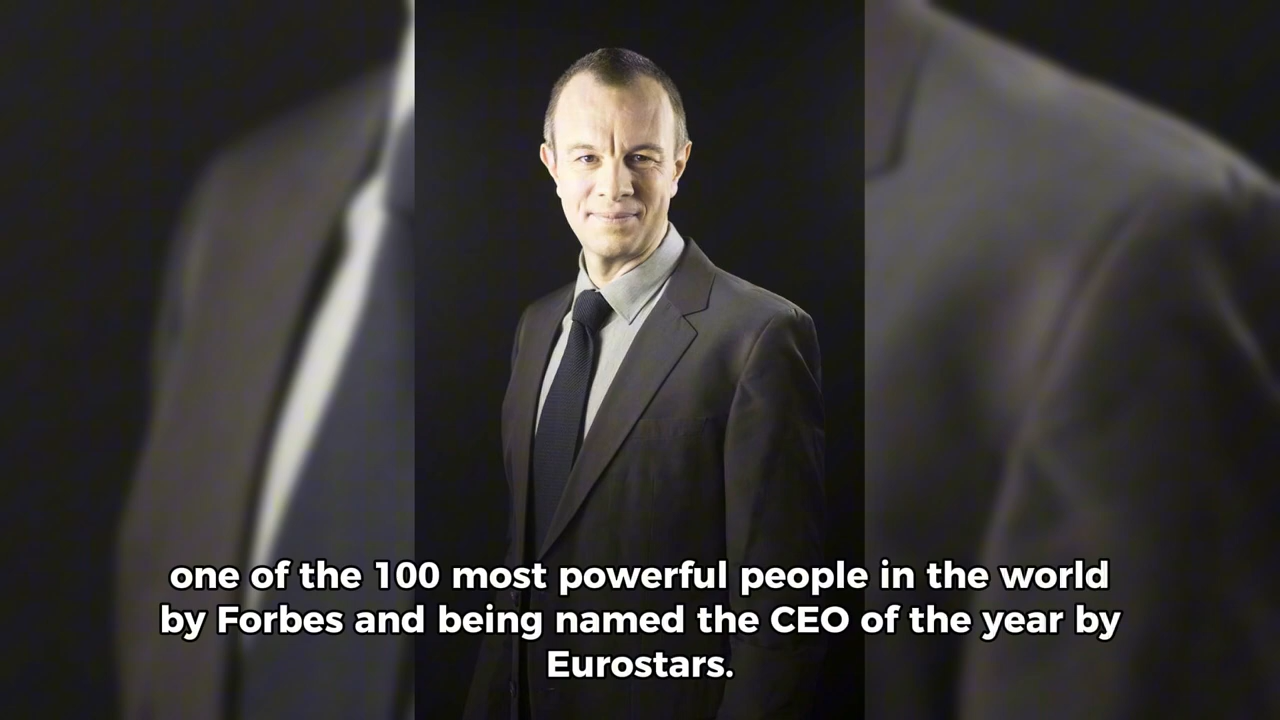 one of the 100 most powerful people in the world
by Forbes and being named the CEO of the year by
Eurostars.